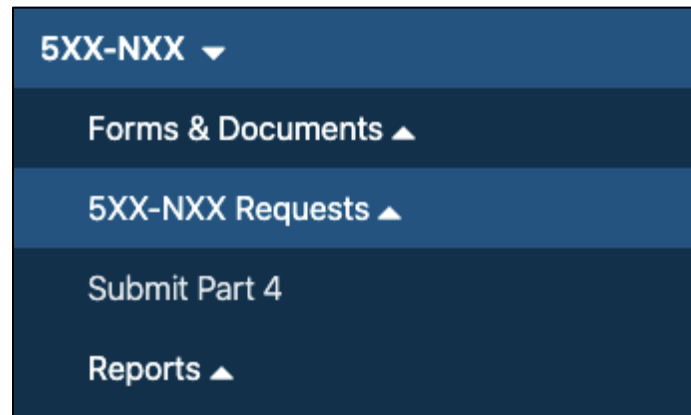 5XX-NXX
Forms & Documents
5XX-NXX Requests
Submit Part 4
Reports